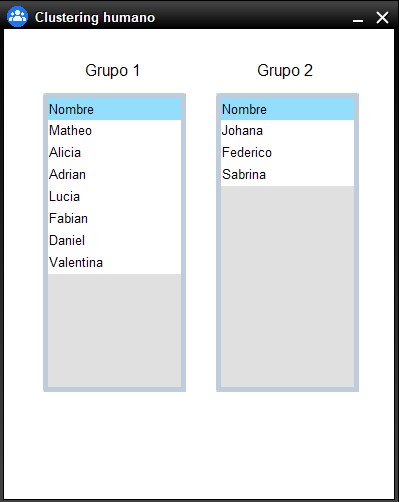 Clustering humano
Grupo 1
Nombre
Matheo
Alicia
Adrian
Lucia
Fabian
Daniel
Valentina
Grupo 2
Nombre
Johana
Federico
Sabrina